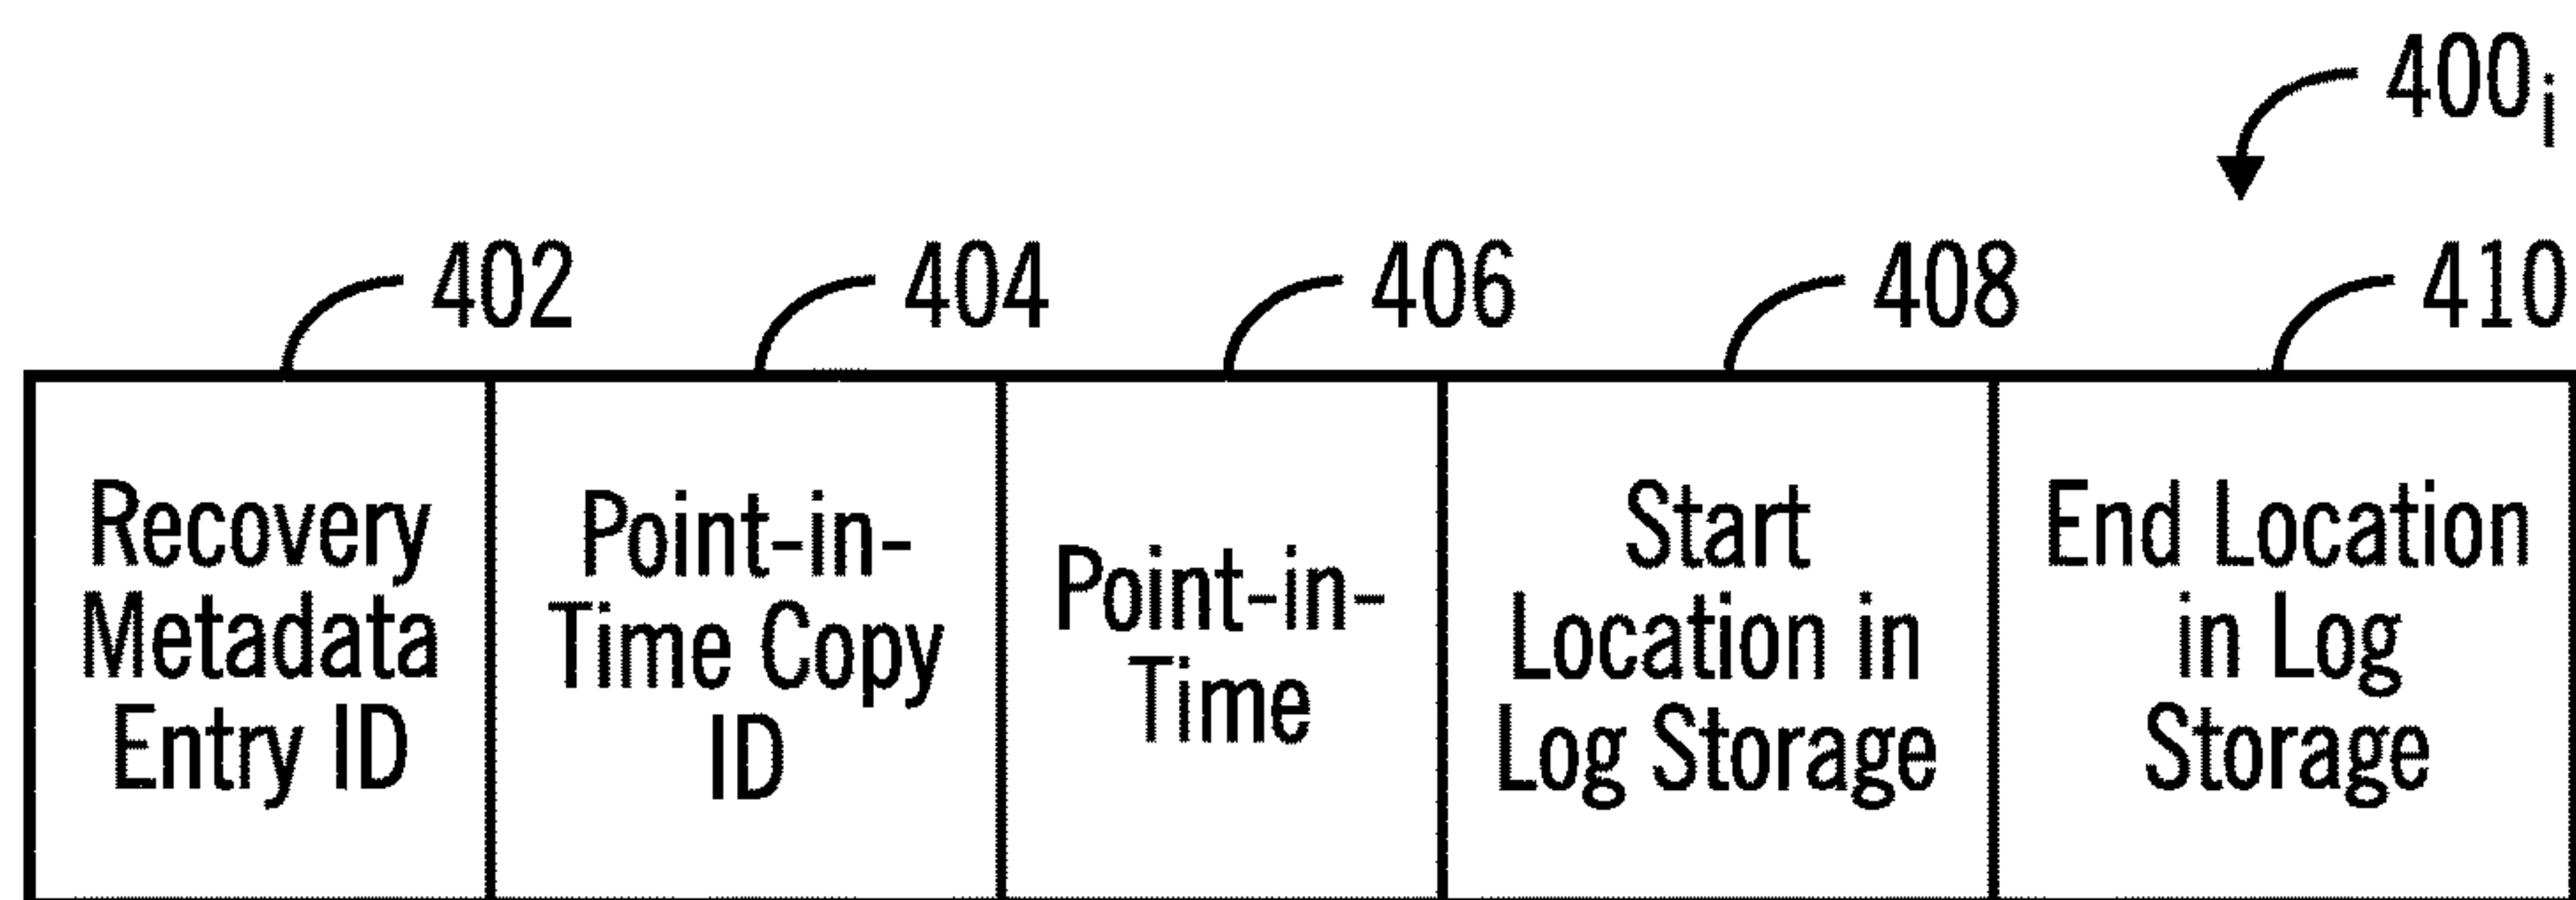 400i
402 404 406 408 410
Recovery
Metadata
Entry ID
Point-in-
Time Copy
ID
Point-in-
Time
Start
Location in
Log Storage
End Location
in Log
Storage